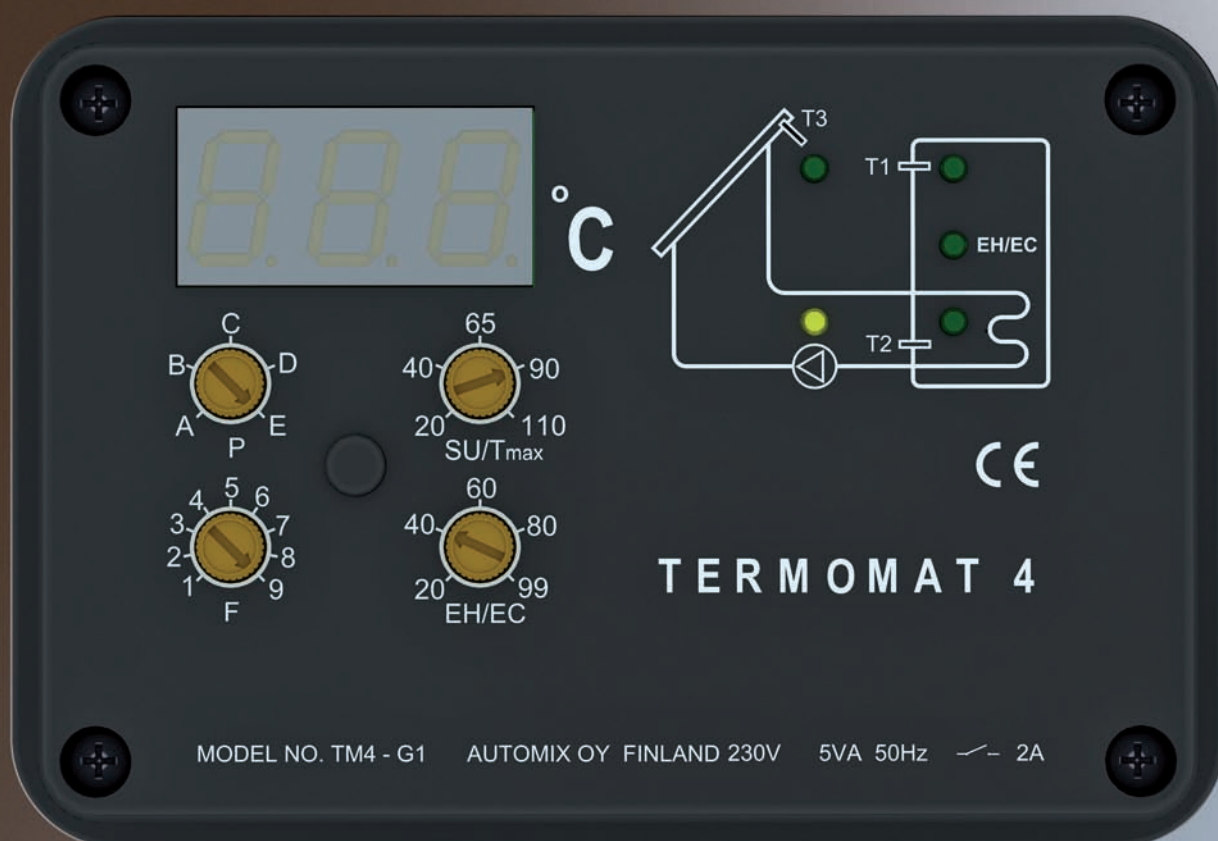 °C
T3
T1
EH/EC
T2
C
B D
A E
P
65
40 90
20 110
SU/Tmax
5
4 6
3 7
2 8
1 9
F
60
40 80
20 99
EH/EC
CE
TERMOMAT 4
MODEL NO. TM4 - G1 AUTOMIX OY FINLAND 230V 5VA 50Hz 2A